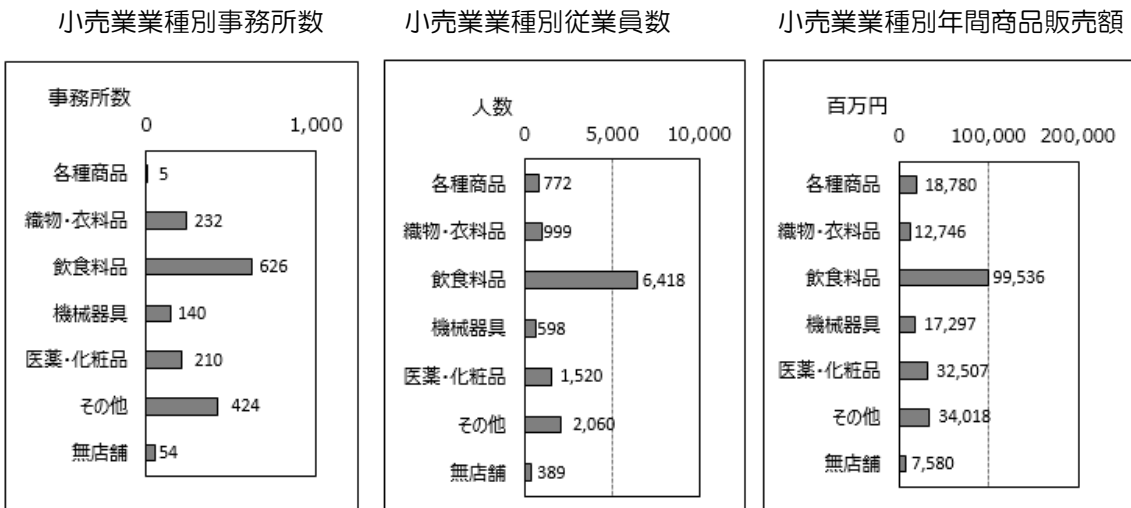 小売業業種別事務所数
事務所数
0 1,000
各種商品 5
織物・衣料品 232
飲食料品 626
機械器具 140
医薬・化粧品 210
その他 424
無店舗 54
小売業業種別従業員数
人数
0 5,000 10,000
各種商品 772
織物・衣料品 999
飲食料品 6,418
機械器具 598
医薬・化粧品 1,520
その他 2,060
無店舗 389
小売業業種別年間商品販売額
百万円
0 100,000 200,000
各種商品 18,780
織物・衣料品 12,746
飲食料品 99,536
機械器具 17,297
医薬・化粧品 32,507
その他 34,018
無店舗 7,580